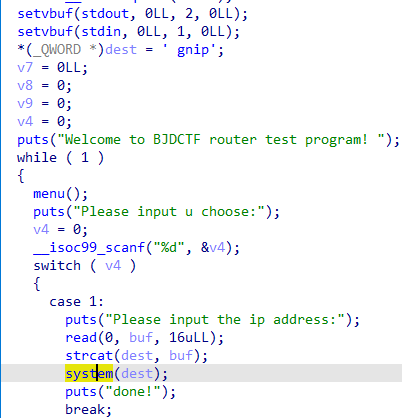 setvbuf(stdout, 0LL, 2, 0LL);
setvbuf(stdin, 0LL, 1, 0LL);
*(_QWORD *)dest = ' gnip';
v7 = 0LL;
v8 = 0;
v9 = 0;
v4 = 0;
puts("Welcome to BJDCTF router test program! ");
while ( 1 )
{
menu();
puts("Please input u choose:");
v4 = 0;
__isoc99_scanf("%d", &v4);
switch ( v4 )
{
case 1:
puts("Please input the ip address:");
read(0, buf, 16uLL);
strcat(dest, buf);
system(dest);
puts("done!");
break;